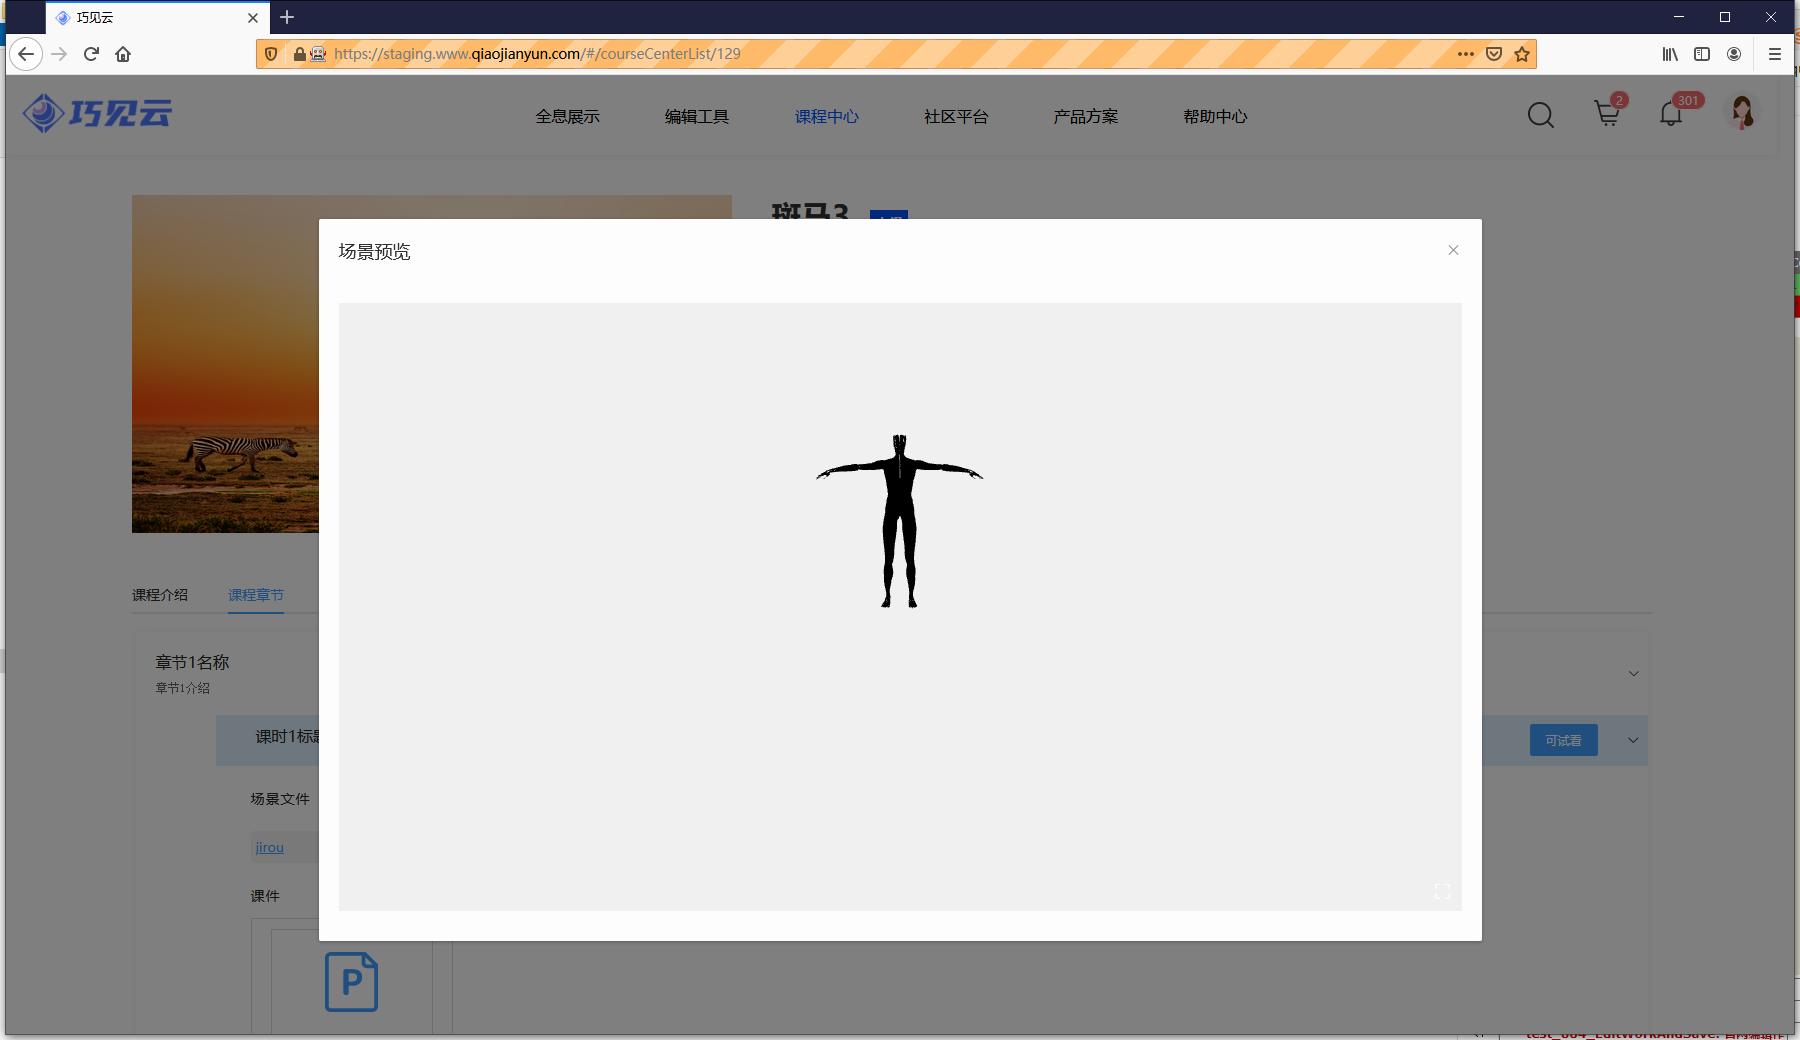 巧见云
https://staging.www.qiaojianyun.com/#/courseCenterList/129
巧见云
全息展示 编辑工具 课程中心 社区平台 产品方案 帮助中心
2
301
斑马3
场景预览
课程介绍 课程章节
章节1名称
章节1介绍
课时1标题
可试看
场景文件
jirou
课件
P